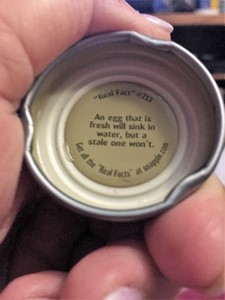 "Real Fact" #713
An egg that is
fresh will sink in
water, but a
stale one won't.
Get all the "Real Facts" at snapple.com